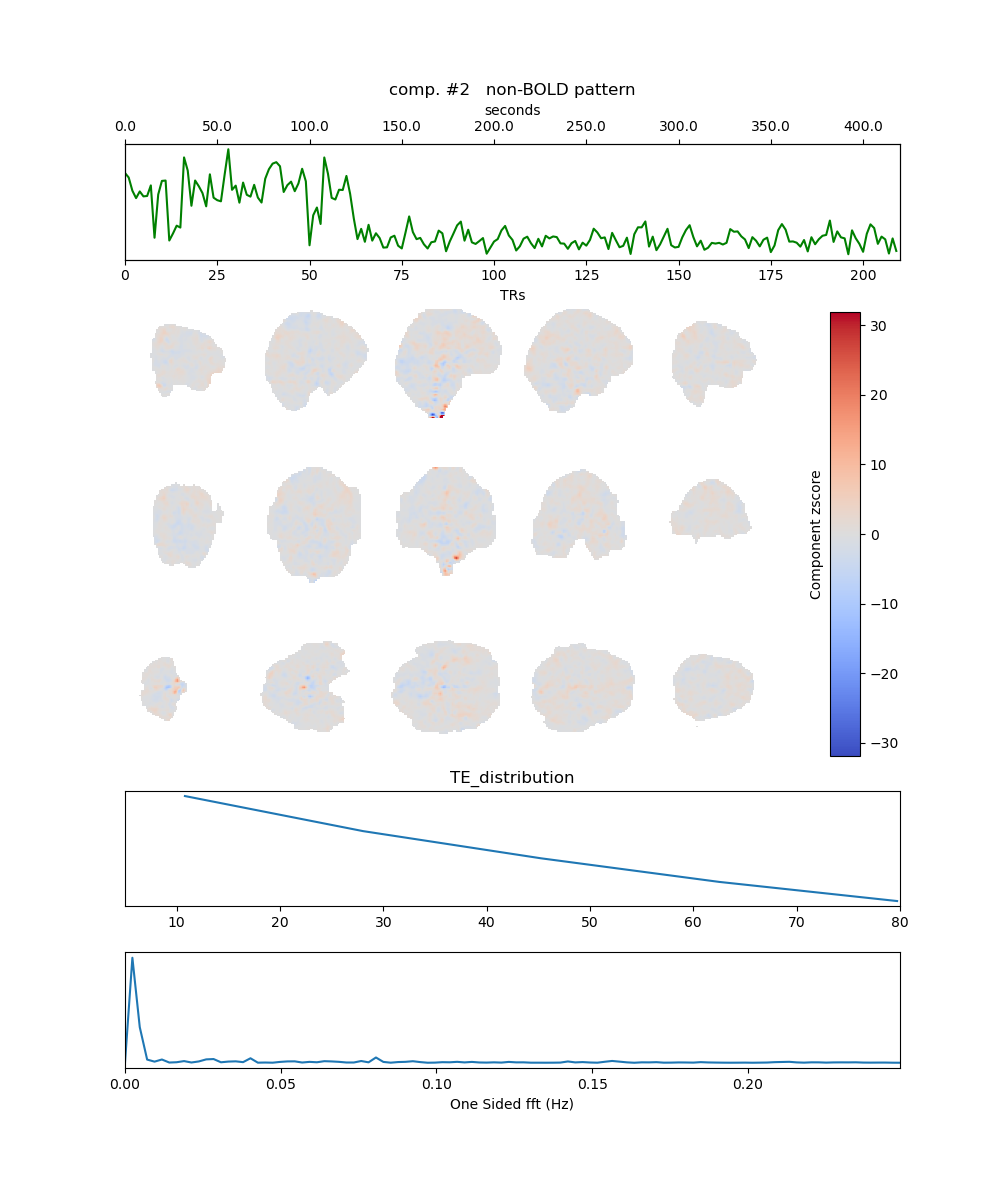 comp. #2   non-BOLD pattern
seconds
0.0 50.0 100.0 150.0 200.0 250.0 300.0 350.0 400.0
0 25 50 75 100 125 150 175 200
TRs
30
20
10
0
−10
−20
−30
Component zscore
TE_distribution
10 20 30 40 50 60 70 80
0.00 0.05 0.10 0.15 0.20
One Sided fft (Hz)